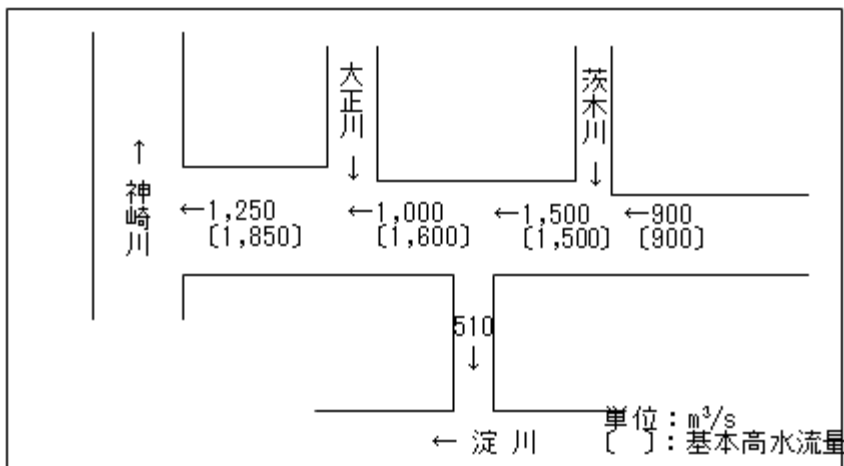 大正川
↓
茨木川
↓
↑
神崎川
←1,250
[1,850]
←1,000
[1,600]
←1,500
[1,500]
←900
[900]
510
↓
← 淀 川
単位：m³/s
[ ]：基本高水流量